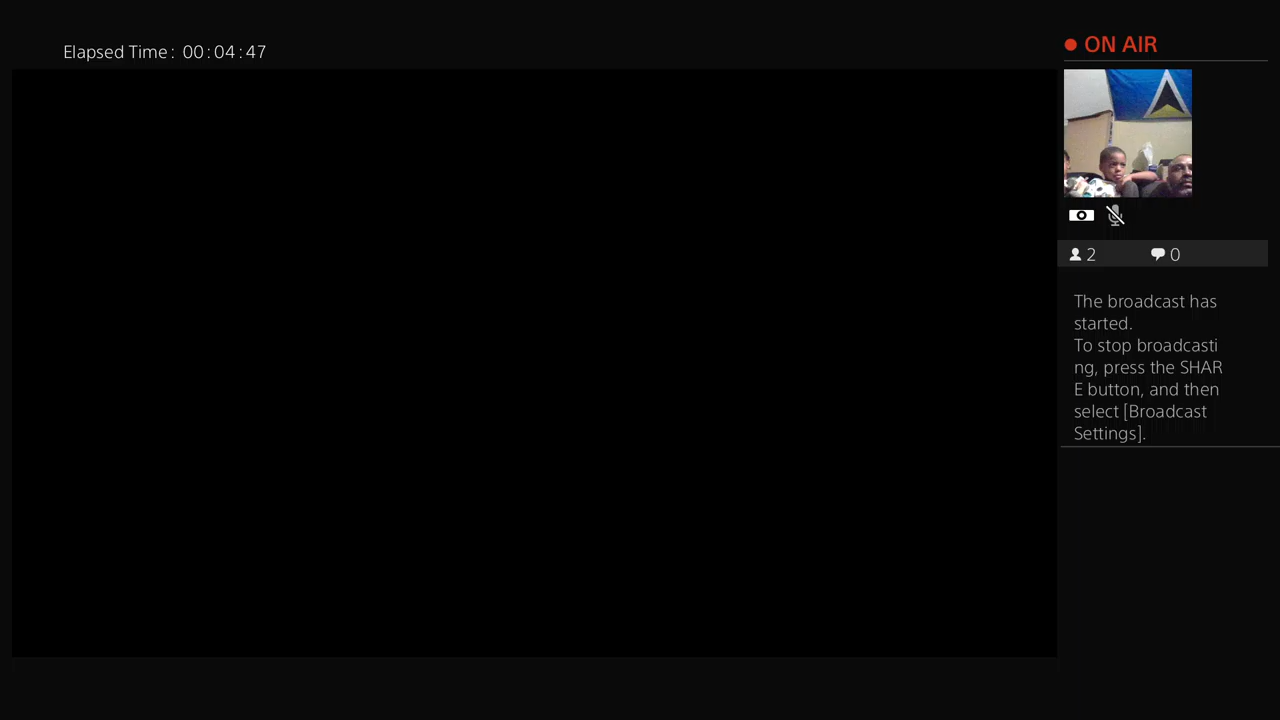 Elapsed Time: 00:04:47
ON AIR
2 0
The broadcast has
started.
To stop broadcasti
ng, press the SHAR
E button, and then
select [Broadcast
Settings].